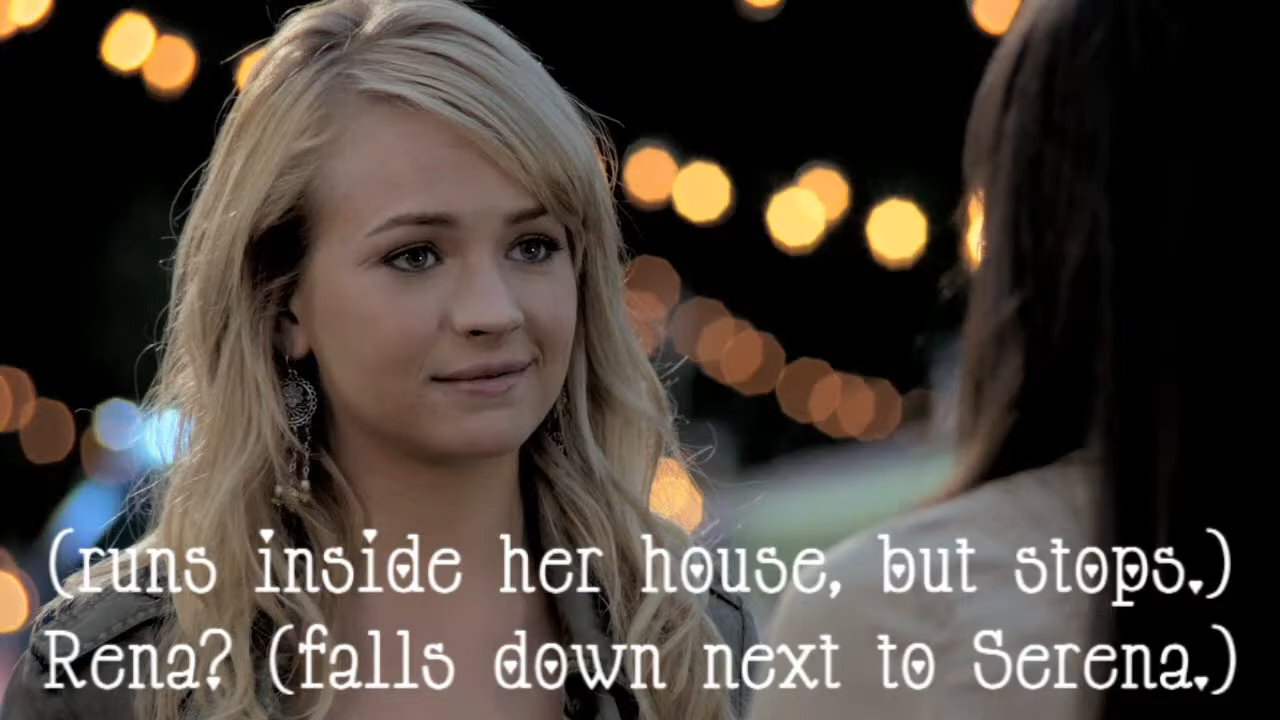 (runs inside her house, but stops.)
Rena? (falls down next to Serena.)